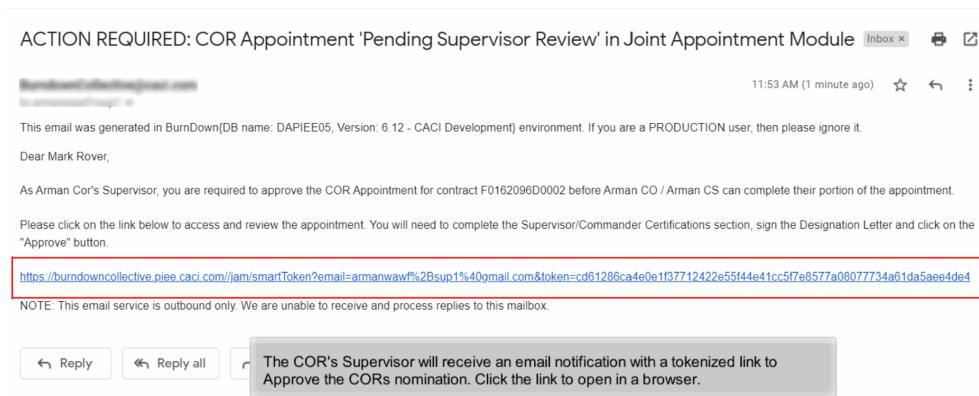 ACTION REQUIRED: COR Appointment 'Pending Supervisor Review' in Joint Appointment Module Inbox ×
11:53 AM (1 minute ago)
This email was generated in BurnDown{DB name: DAPIEE05, Version: 6.12 - CACI Development} environment. If you are a PRODUCTION user, then please ignore it.
Dear Mark Rover,
As Arman Cor's Supervisor, you are required to approve the COR Appointment for contract F0162096D0002 before Arman CO / Arman CS can complete their portion of the appointment.
Please click on the link below to access and review the appointment. You will need to complete the Supervisor/Commander Certifications section, sign the Designation Letter and click on the
"Approve" button.
https://burndowncollective.piee.caci.com//jam/smartToken?email=armanwawf%2Bsup1%40gmail.com&token=cd61286ca4e0e1f37712422e55f44e41cc5f7e8577a08077734a61da5aee4de4
NOTE: This email service is outbound only. We are unable to receive and process replies to this mailbox.
Reply Reply all
The COR's Supervisor will receive an email notification with a tokenized link to
Approve the CORs nomination. Click the link to open in a browser.